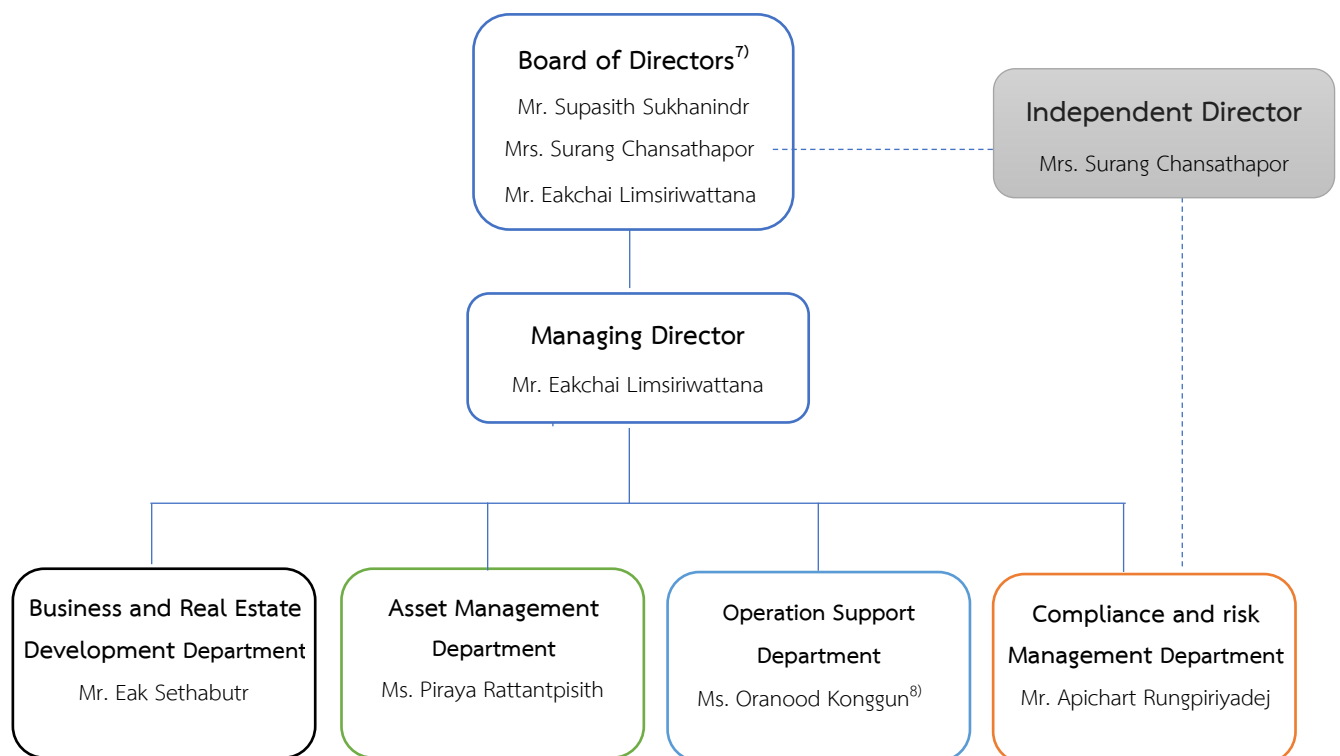 Board of Directors7)
Mr. Supasith Sukhanindr
Mrs. Surang Chansathapor
Mr. Eakchai Limsiriwattana
Independent Director
Mrs. Surang Chansathapor
Managing Director
Mr. Eakchai Limsiriwattana
Business and Real Estate
Development Department
Mr. Eak Sethabutr
Asset Management
Department
Ms. Piraya Rattantpisith
Operation Support
Department
Ms. Oranood Konggun8)
Compliance and risk
Management Department
Mr. Apichart Rungpiriyadej